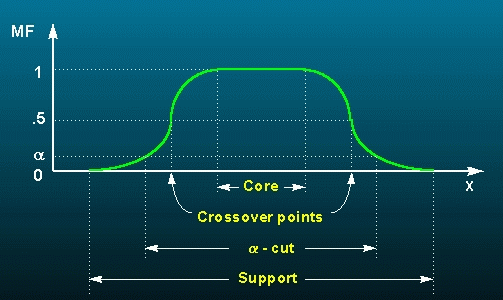 MF
1
.5
α
0
X
Core
Crossover points
α - cut
Support